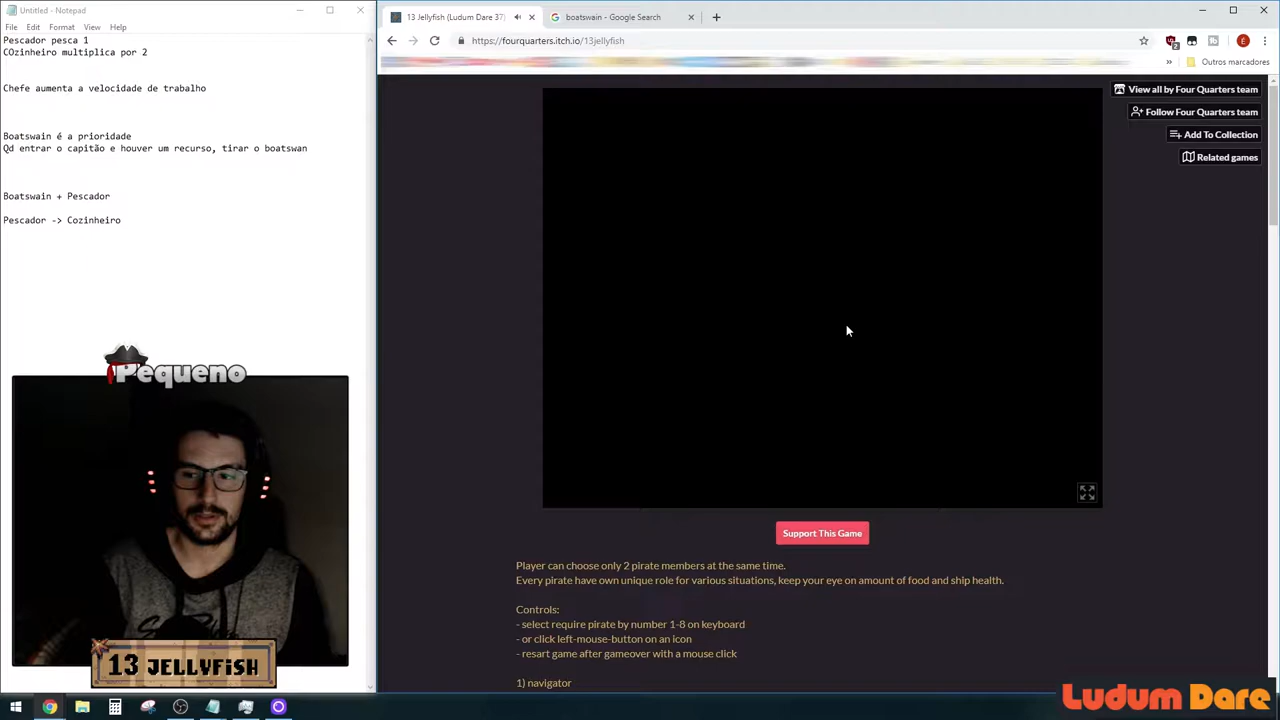 Untitled - Notepad
File Edit Format View Help
Pescador pesca 1
COzinheiro multiplica por 2
Chefe aumenta a velocidade de trabalho
Boatswain é a prioridade
Qd entrar o capitão e houver um recurso, tirar o boatswan
Boatswain + Pescador
Pescador -> Cozinheiro
Pequeno
13 JELLYFISH
13 Jellyfish (Ludum Dare 37)
boatswain - Google Search
https://fourquarters.itch.io/13jellyfish
Outros marcadores
View all by Four Quarters team
Follow Four Quarters team
Add To Collection
Related games
Support This Game
Player can choose only 2 pirate members at the same time.
Every pirate have own unique role for various situations, keep your eye on amount of food and ship health.
Controls:
- select require pirate by number 1-8 on keyboard
- or click left-mouse-button on an icon
- resart game after gameover with a mouse click
1) navigator
Ludum Dare